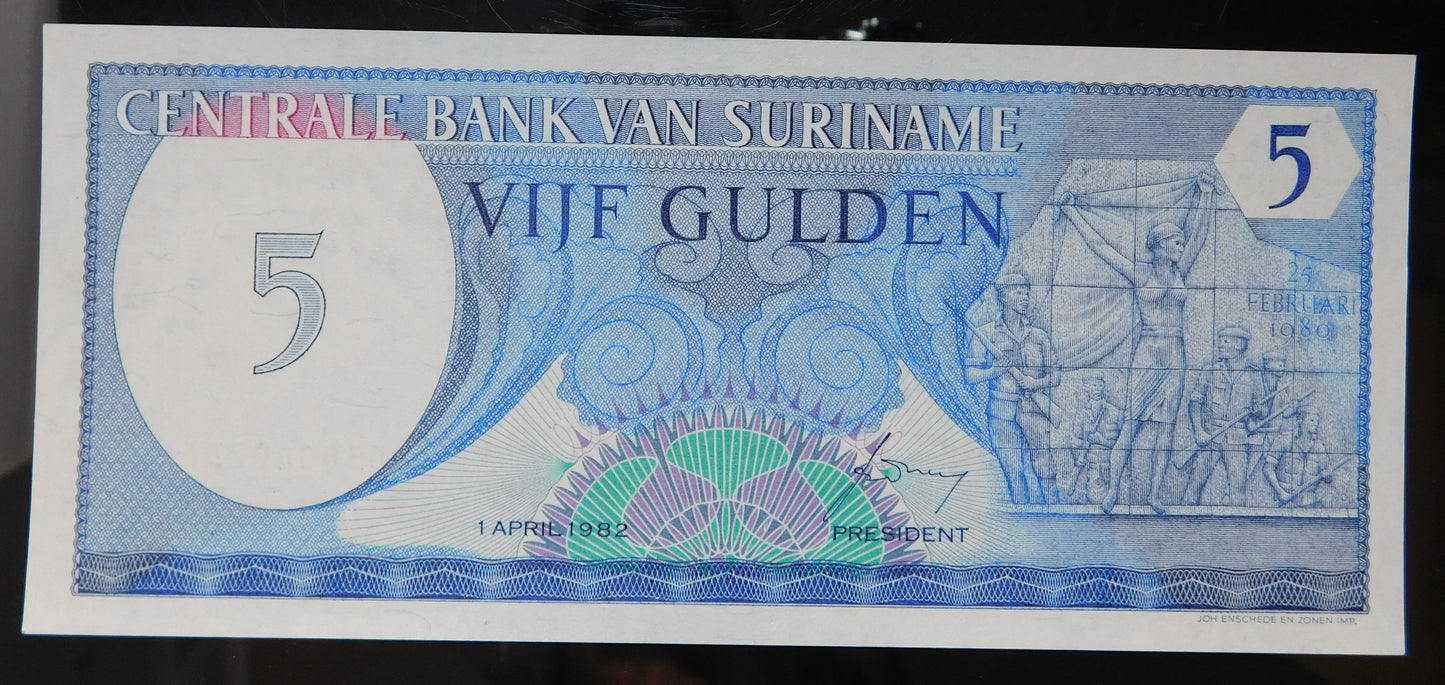 CENTRALE BANK VAN SURINAME
5
VIJF GULDEN
5
25
FEBRUARI
1980
1 APRIL 1982
PRESIDENT
JOH. ENSCHEDE EN ZONEN IMP.